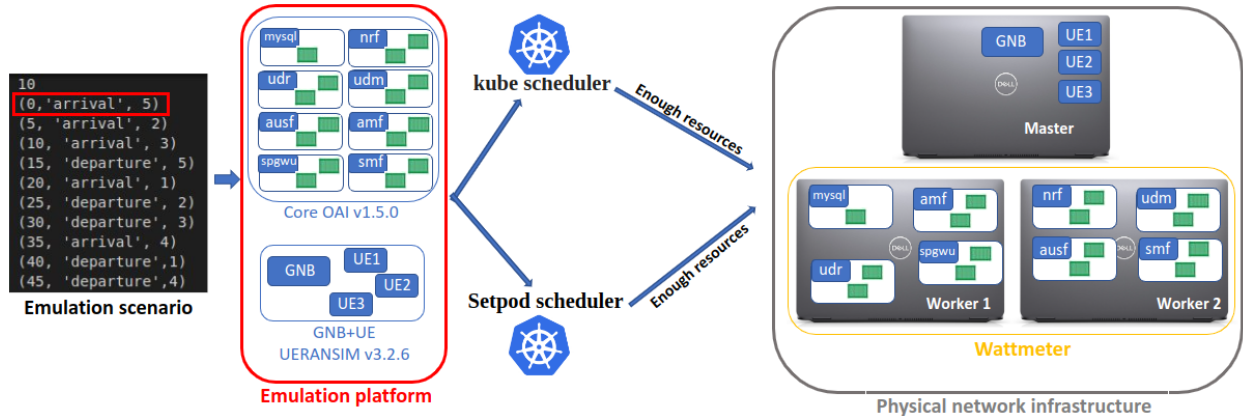 10
(0,'arrival', 5)
(5, 'arrival', 2)
(10, 'arrival', 3)
(15, 'departure', 5)
(20, 'arrival', 1)
(25, 'departure', 2)
(30, 'departure', 3)
(35, 'arrival', 4)
(40, 'departure',1)
(45, 'departure',4)
Emulation scenario
mysql
nrf
udr
udm
ausf
amf
spgwu
smf
Core OAI v1.5.0
GNB
UE1
UE2
UE3
GNB+UE
UERANSIM v3.2.6
Emulation platform
kube scheduler
Setpod scheduler
Enough resources
Enough resources
GNB
UE1
UE2
UE3
DELL
Master
mysql
amf
DELL
udr
spgwu
Worker 1
nrf
udm
ausf
DELL
smf
Worker 2
Wattmeter
Physical network infrastructure